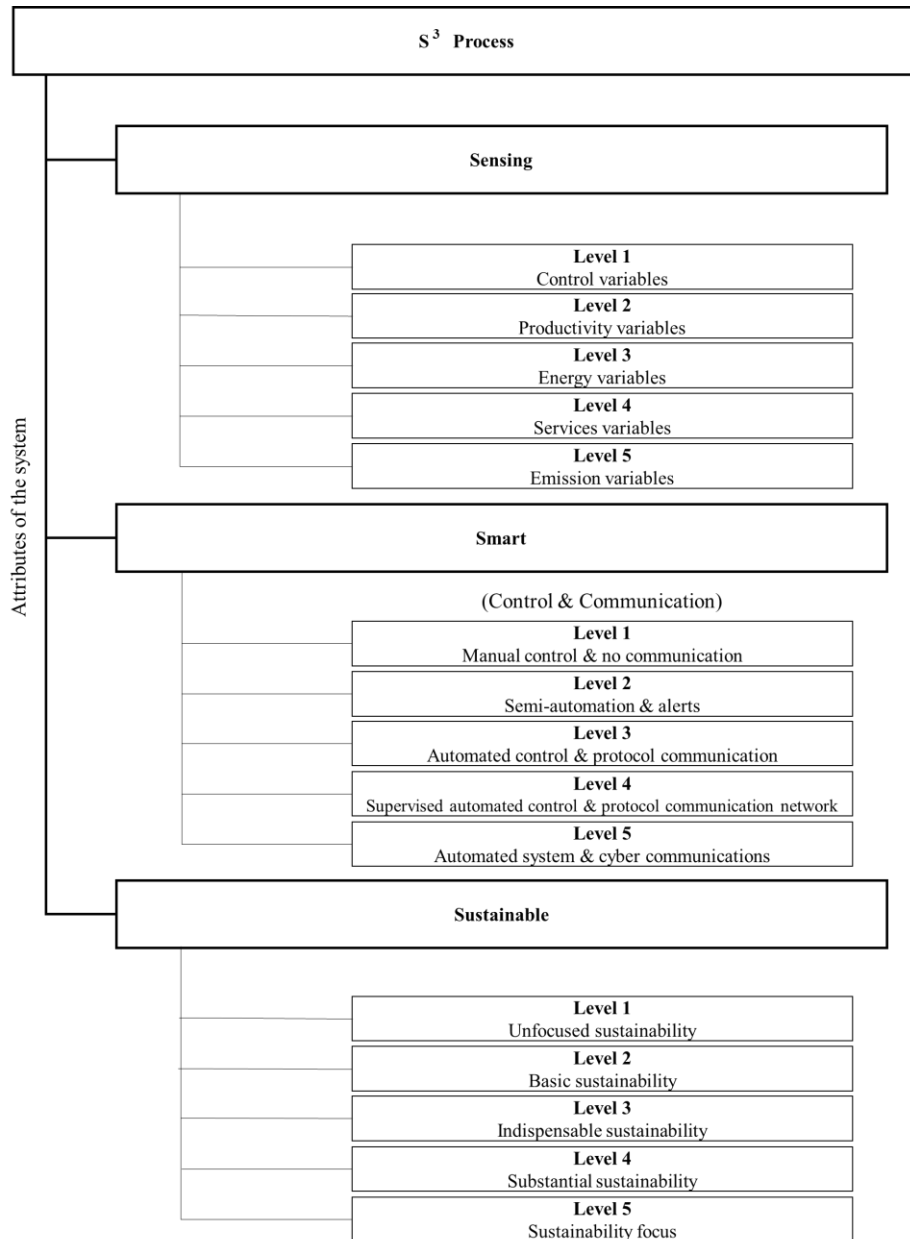 S³ Process
Attributes of the system
Sensing
Level 1
Control variables
Level 2
Productivity variables
Level 3
Energy variables
Level 4
Services variables
Level 5
Emission variables
Smart
(Control & Communication)
Level 1
Manual control & no communication
Level 2
Semi-automation & alerts
Level 3
Automated control & protocol communication
Level 4
Supervised automated control & protocol communication network
Level 5
Automated system & cyber communications
Sustainable
Level 1
Unfocused sustainability
Level 2
Basic sustainability
Level 3
Indispensable sustainability
Level 4
Substantial sustainability
Level 5
Sustainability focus